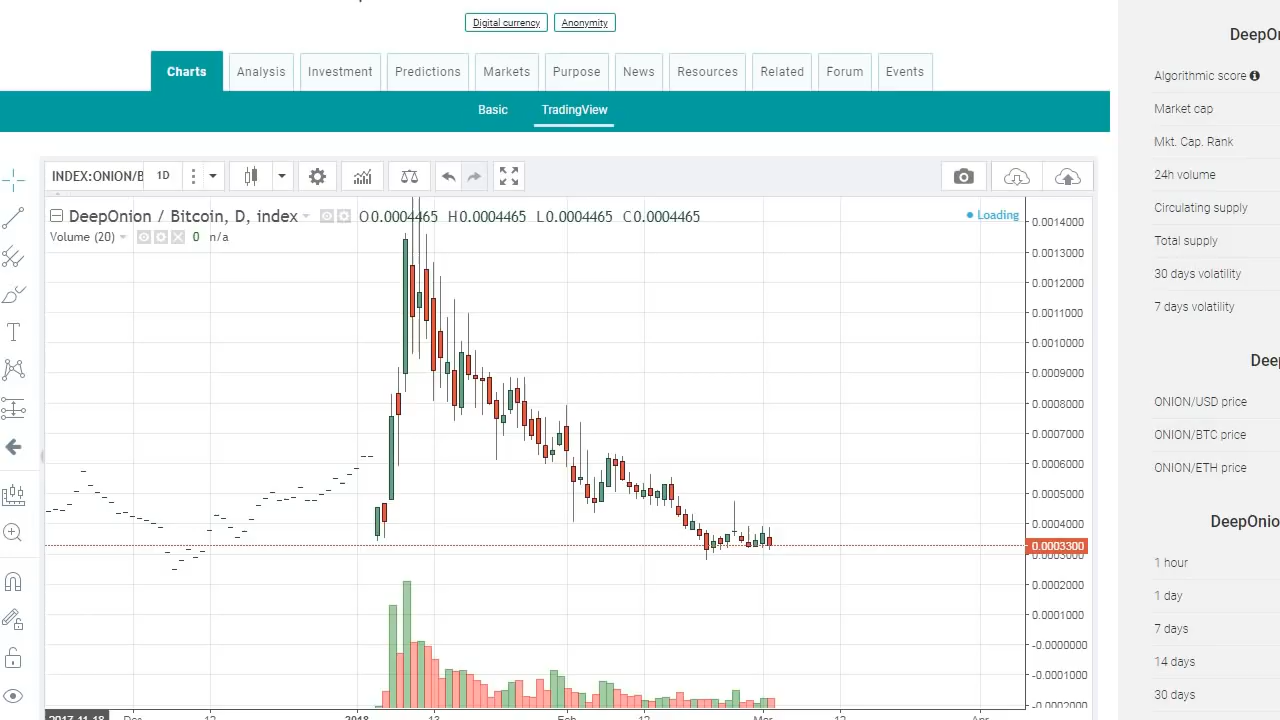 Digital currency Anonymity
Charts Analysis Investment Predictions Markets Purpose News Resources Related Forum Events
Basic TradingView
INDEX:ONION/B 1D
DeepOnion / Bitcoin, D, index O0.0004465 H0.0004465 L0.0004465 C0.0004465
Loading
Volume (20) 0 n/a
0.0014000
0.0013000
0.0012000
0.0011000
0.0010000
0.0009000
0.0008000
0.0007000
0.0006000
0.0005000
0.0004000
0.0003300
0.0003000
0.0002000
0.0001000
-0.0000000
-0.0001000
-0.0002000
2017-11-18 Dec 12 2018 13 Feb 12 Mar 12 Apr
DeepOn
Algorithmic score
Market cap
Mkt. Cap. Rank
24h volume
Circulating supply
Total supply
30 days volatility
7 days volatility
Deep
ONION/USD price
ONION/BTC price
ONION/ETH price
DeepOnio
1 hour
1 day
7 days
14 days
30 days